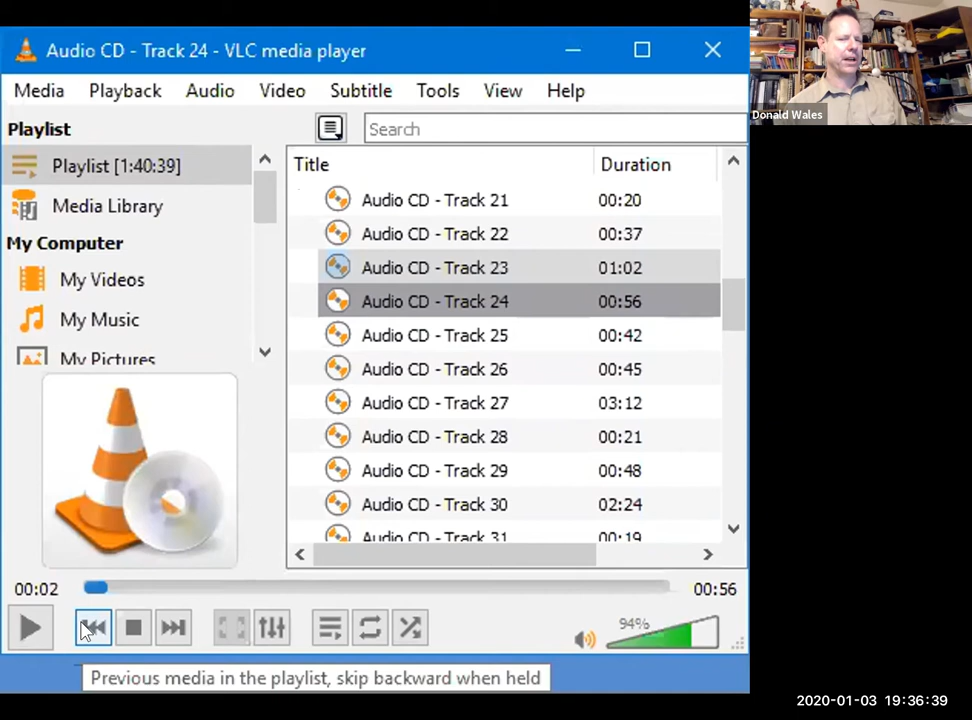 Audio CD - Track 24 - VLC media player
Media Playback Audio Video Subtitle Tools View Help
Playlist
Search
Playlist [1:40:39]
Media Library
My Computer
My Videos
My Music
My Pictures
Title Duration
Audio CD - Track 21 00:20
Audio CD - Track 22 00:37
Audio CD - Track 23 01:02
Audio CD - Track 24 00:56
Audio CD - Track 25 00:42
Audio CD - Track 26 00:45
Audio CD - Track 27 03:12
Audio CD - Track 28 00:21
Audio CD - Track 29 00:48
Audio CD - Track 30 02:24
Audio CD - Track 31 00:19
00:02 00:56
94%
Previous media in the playlist, skip backward when held
Donald Wales
2020-01-03 19:36:39